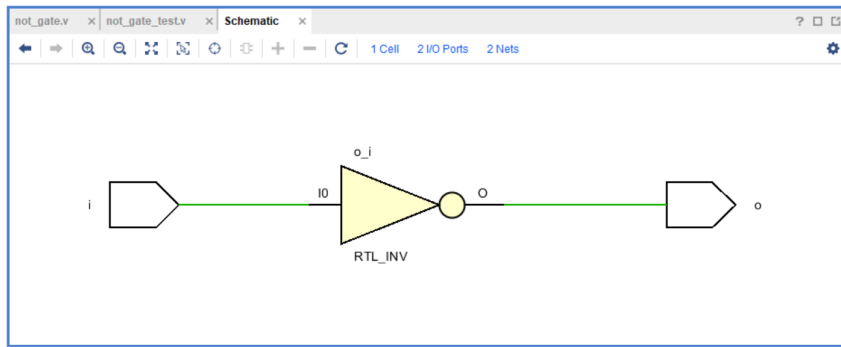 not_gate.v × not_gate_test.v × Schematic × ?
1 Cell 2 I/O Ports 2 Nets
o_i
i I0 O o
RTL_INV